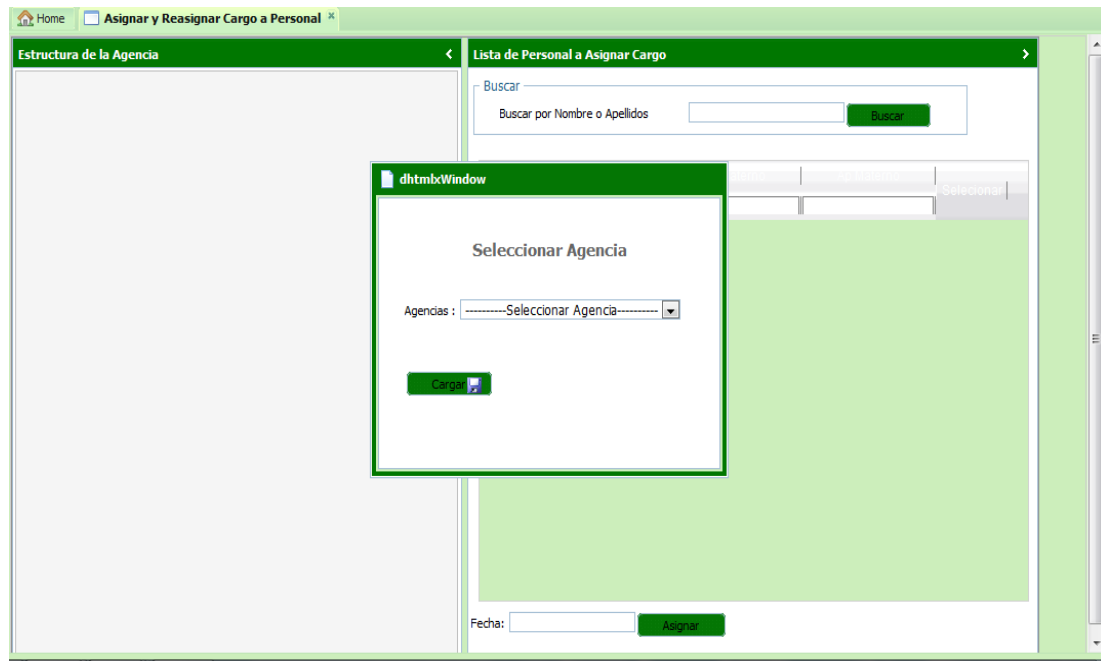 Home Asignar y Reasignar Cargo a Personal ×
Estructura de la Agencia
Lista de Personal a Asignar Cargo
Buscar
Buscar por Nombre o Apellidos Buscar
Seleccionar
dhtmlxWindow
Seleccionar Agencia
Agencias : ----------Seleccionar Agencia----------
Cargar
Fecha: Asignar